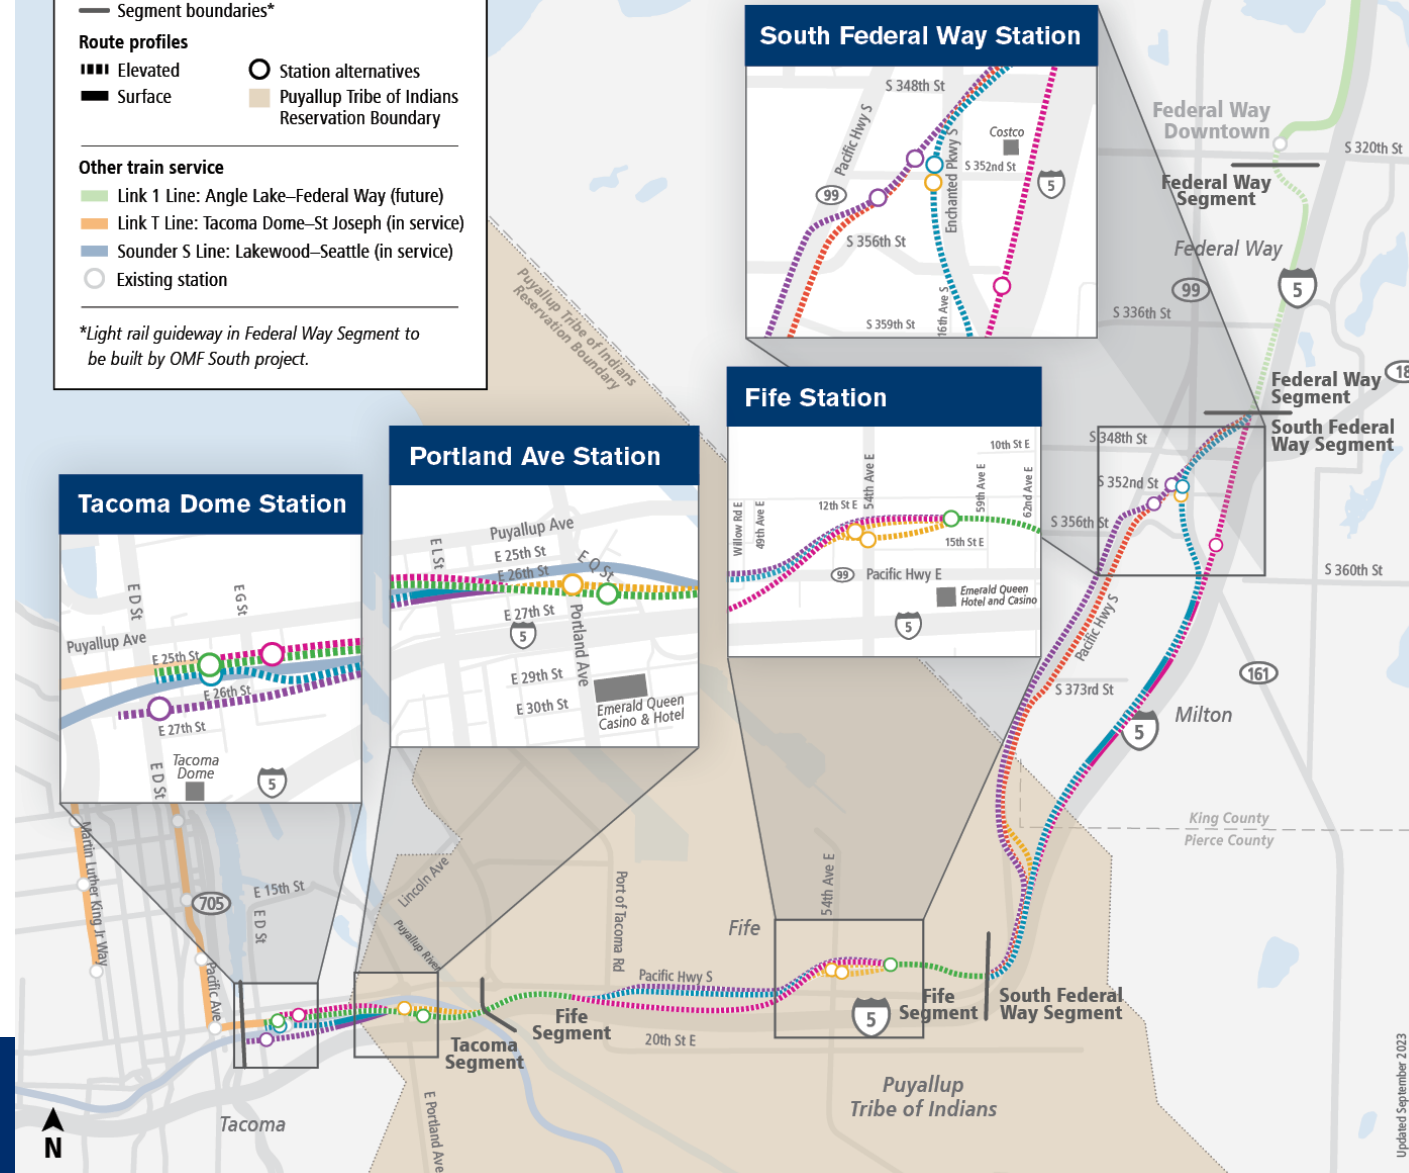 Segment boundaries*
Route profiles
Elevated
Station alternatives
Surface
Puyallup Tribe of Indians
Reservation Boundary
Other train service
Link 1 Line: Angle Lake–Federal Way (future)
Link T Line: Tacoma Dome–St Joseph (in service)
Sounder S Line: Lakewood–Seattle (in service)
Existing station
*Light rail guideway in Federal Way Segment to
be built by OMF South project.
South Federal Way Station
S 348th St
Pacific Hwy S
Costco
Enchanted Pkwy S
S 352nd St
99
5
S 356th St
16th Ave S
S 359th St
Federal Way
Downtown
S 320th St
Federal Way
Segment
Federal Way
99
5
S 336th St
18
Federal Way
Segment
South Federal
Way Segment
S 348th St
S 352nd St
S 356th St
S 360th St
Pacific Hwy S
S 373rd St
161
Milton
5
King County
Pierce County
Puyallup Tribe of Indians
Reservation Boundary
Fife Station
10th St E
54th Ave E
59th Ave E
62nd Ave E
12th St E
Willow Rd E
49th Ave E
15th St E
99
Pacific Hwy E
Emerald Queen
Hotel and Casino
5
Portland Ave Station
Puyallup Ave
E L St
E 25th St
E 26th St
E Q St
E 27th St
5
Portland Ave
E 29th St
E 30th St
Emerald Queen
Casino & Hotel
Tacoma Dome Station
E D St
E G St
Puyallup Ave
E 25th St
E 26th St
E 27th St
Tacoma
Dome
E D St
5
Martin Luther King Jr Way
705
E 15th St
E D St
Pacific Ave
Lincoln Ave
Puyallup River
Port of Tacoma Rd
54th Ave E
Fife
Pacific Hwy S
Fife
Segment
Tacoma
Segment
20th St E
5
Fife
Segment
South Federal
Way Segment
Puyallup
Tribe of Indians
E Portland Ave
Tacoma
N
Updated September 2023